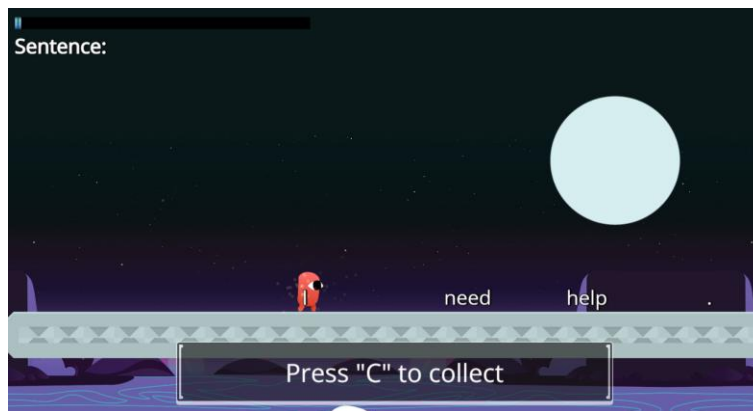 Sentence:
I need help .
Press "C" to collect